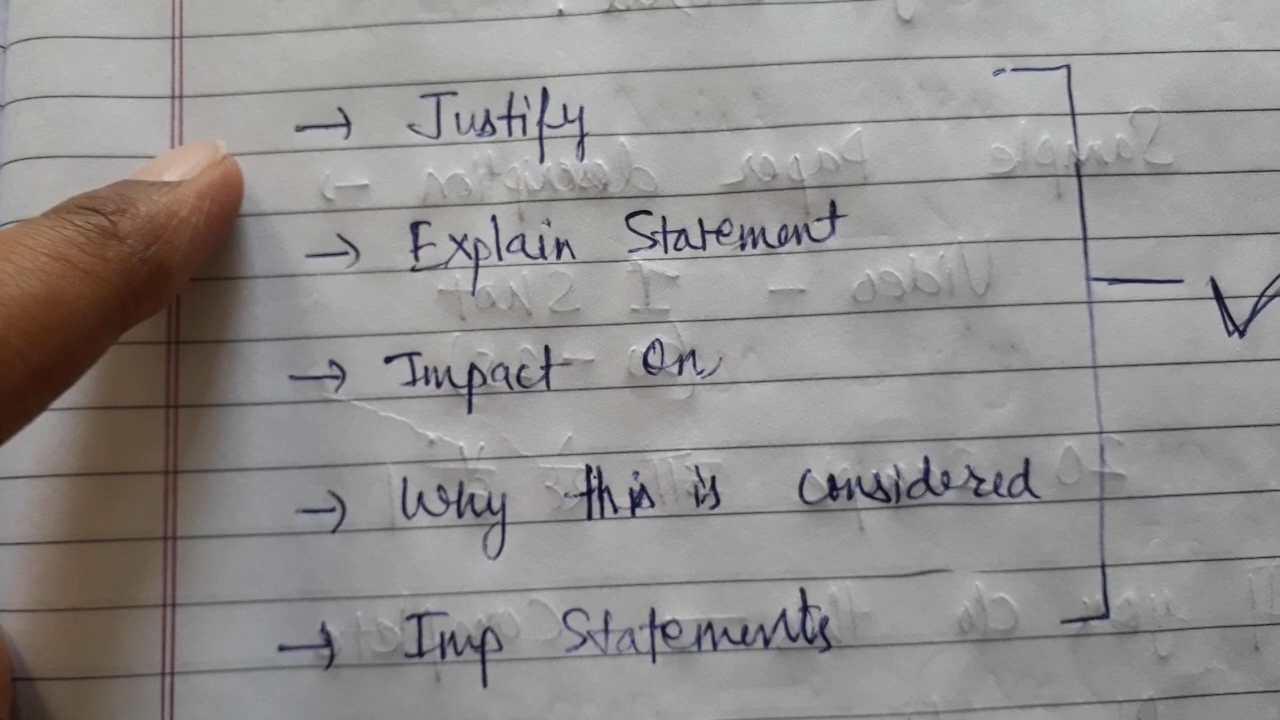 → Justify
→ Explain Statement
→ Impact on
→ Why this is considered
→ Imp Statements